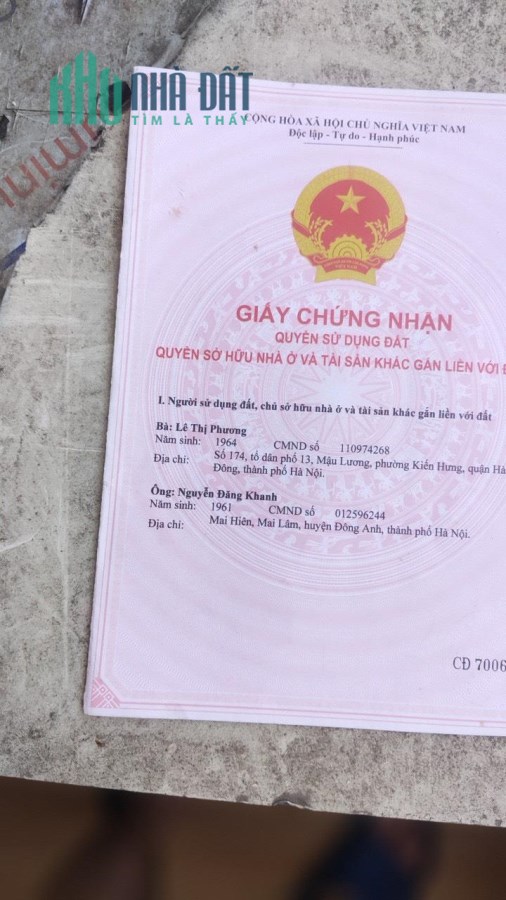 KHO NHÀ ĐẤT
TÌM LÀ THẤY
CỘNG HÒA XÃ HỘI CHỦ NGHĨA VIỆT NAM
Độc lập - Tự do - Hạnh phúc
GIẤY CHỨNG NHẬN
QUYỀN SỬ DỤNG ĐẤT
QUYỀN SỞ HỮU NHÀ Ở VÀ TÀI SẢN KHÁC GẮN LIỀN VỚI Đ
I. Người sử dụng đất, chủ sở hữu nhà ở và tài sản khác gắn liền với đất
Bà: Lê Thị Phương
Năm sinh: 1964 CMND số 110974268
Địa chỉ: Số 174, tổ dân phố 13, Mậu Lương, phường Kiến Hưng, quận Hà
Đông, thành phố Hà Nội.
Ông: Nguyễn Đăng Khanh
Năm sinh: 1961 CMND số 012596244
Địa chỉ: Mai Hiên, Mai Lâm, huyện Đông Anh, thành phố Hà Nội.
CĐ 7006